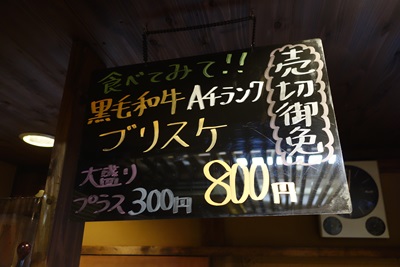 食べてみて!!
黒毛和牛 A4ランク
ブリスケ
800円
大盛り
プラス 300円
売切御免